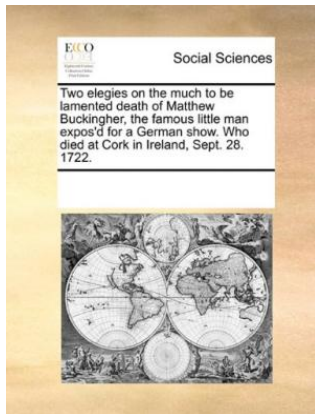 ECCO
Social Sciences
Two elegies on the much to be
lamented death of Matthew
Buckingher, the famous little man
expos'd for a German show. Who
died at Cork in Ireland, Sept. 28.
1722.